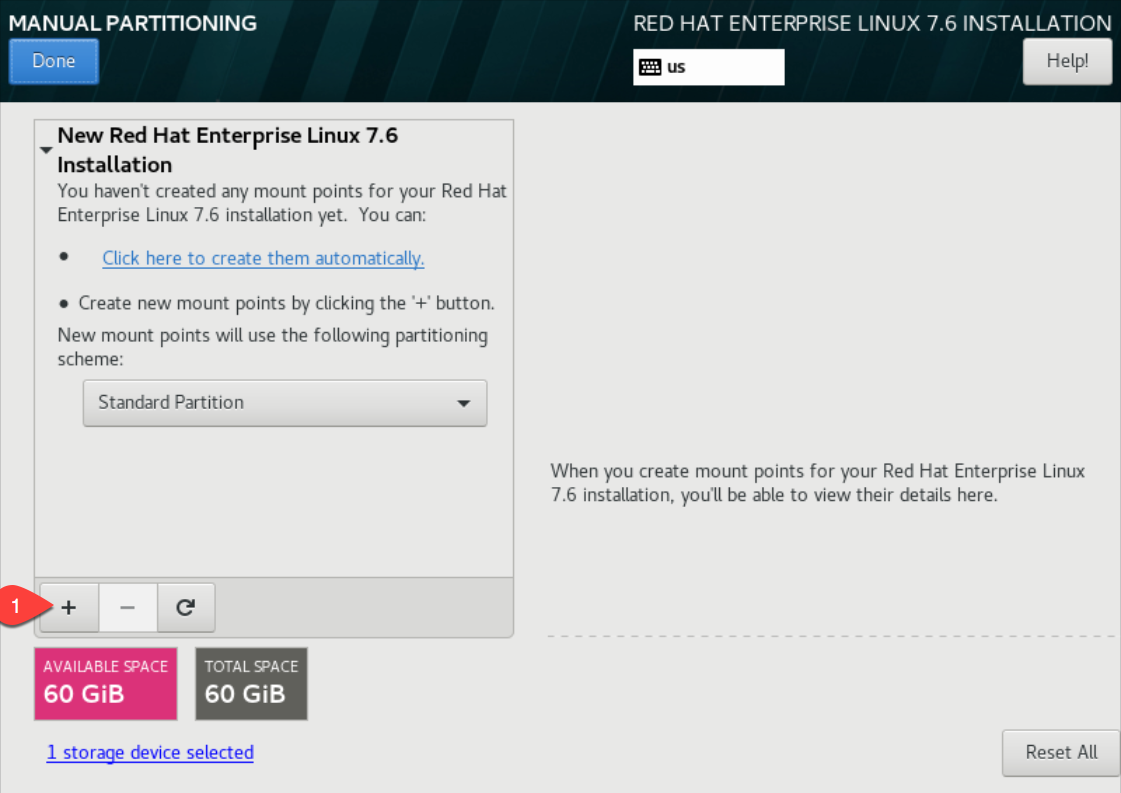 MANUAL PARTITIONING
RED HAT ENTERPRISE LINUX 7.6 INSTALLATION
Done
us
Help!
New Red Hat Enterprise Linux 7.6
Installation
You haven't created any mount points for your Red Hat
Enterprise Linux 7.6 installation yet.  You can:
• Click here to create them automatically.
• Create new mount points by clicking the '+' button.
New mount points will use the following partitioning
scheme:
Standard Partition
When you create mount points for your Red Hat Enterprise Linux
7.6 installation, you'll be able to view their details here.
1
+ −
AVAILABLE SPACE
60 GiB
TOTAL SPACE
60 GiB
1 storage device selected
Reset All